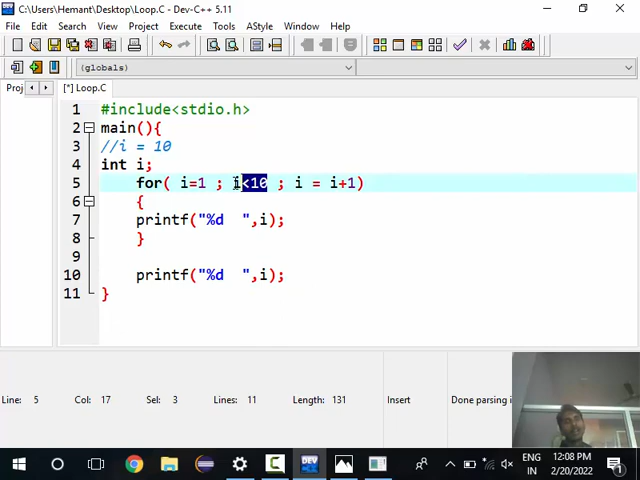 C:\Users\Hemant\Desktop\Loop.C - Dev-C++ 5.11
File Edit Search View Project Execute Tools AStyle Window Help
(globals)
Proj [*] Loop.C
1 #include<stdio.h>
2 main(){
3 //i = 10
4 int i;
5 for( i=1 ; i<10 ; i = i+1)
6 {
7 printf("%d  ",i);
8 }
9
10 printf("%d  ",i);
11 }
Line: 5 Col: 17 Sel: 3 Lines: 11 Length: 131 Insert Done parsing i
DEV
ENG 12:08 PM
IN 2/20/2022